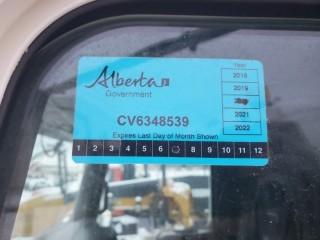 Alberta
Government
Year
2018
2019
2021
2022
CV6348539
Expires Last Day of Month Shown
1 2 3 4 5 6 8 9 10 11 12